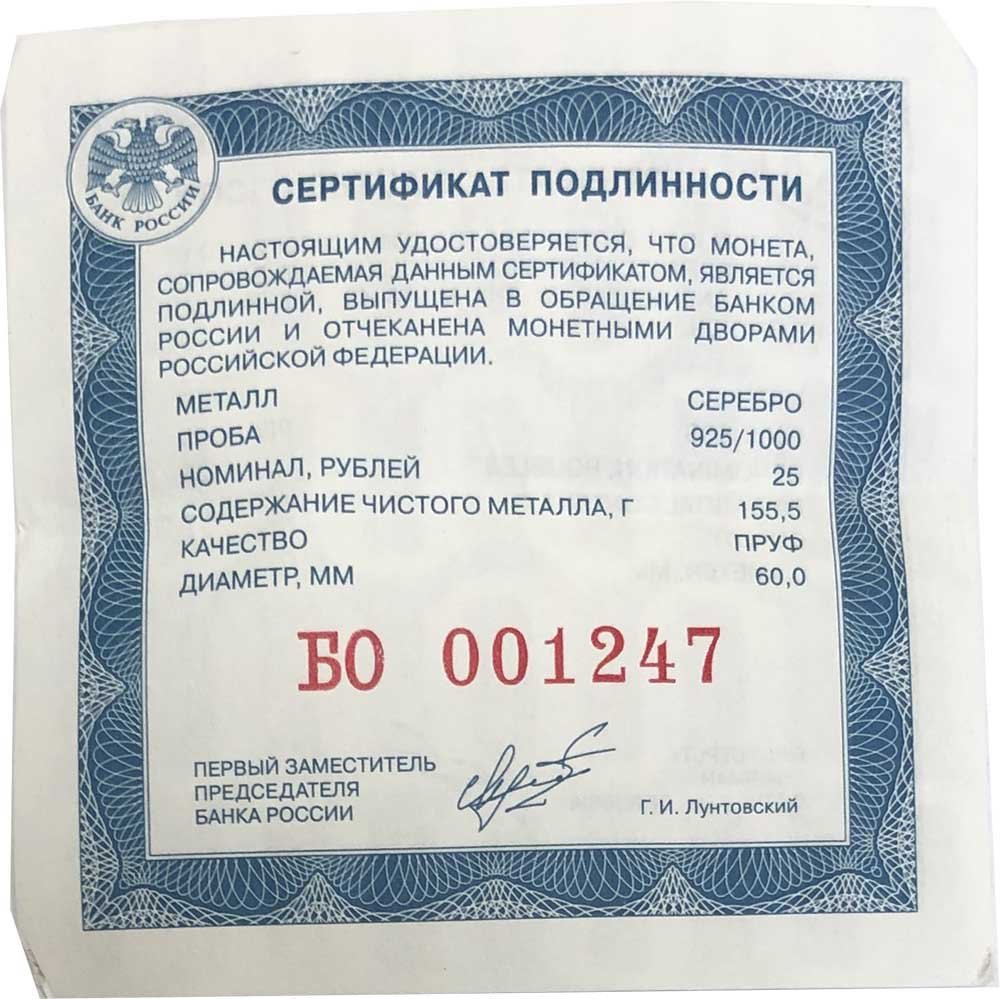 БАНК РОССИИ
СЕРТИФИКАТ ПОДЛИННОСТИ
НАСТОЯЩИМ УДОСТОВЕРЯЕТСЯ, ЧТО МОНЕТА,
СОПРОВОЖДАЕМАЯ ДАННЫМ СЕРТИФИКАТОМ, ЯВЛЯЕТСЯ
ПОДЛИННОЙ, ВЫПУЩЕНА В ОБРАЩЕНИЕ БАНКОМ
РОССИИ И ОТЧЕКАНЕНА МОНЕТНЫМИ ДВОРАМИ
РОССИЙСКОЙ ФЕДЕРАЦИИ.
МЕТАЛЛ СЕРЕБРО
ПРОБА 925/1000
НОМИНАЛ, РУБЛЕЙ 25
СОДЕРЖАНИЕ ЧИСТОГО МЕТАЛЛА, Г 155,5
КАЧЕСТВО ПРУФ
ДИАМЕТР, ММ 60,0
БО 001247
ПЕРВЫЙ ЗАМЕСТИТЕЛЬ
ПРЕДСЕДАТЕЛЯ
БАНКА РОССИИ
Г. И. Лунтовский